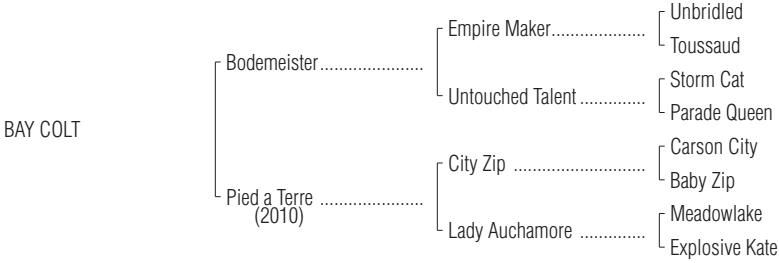 Unbridled
Empire Maker.....................
Toussaud
Bodemeister......................
Storm Cat
Untouched Talent ..............
Parade Queen
BAY COLT
Carson City
City Zip ............................
Baby Zip
Pied a Terre ......................
(2010)
Meadowlake
Lady Auchamore ..............
Explosive Kate